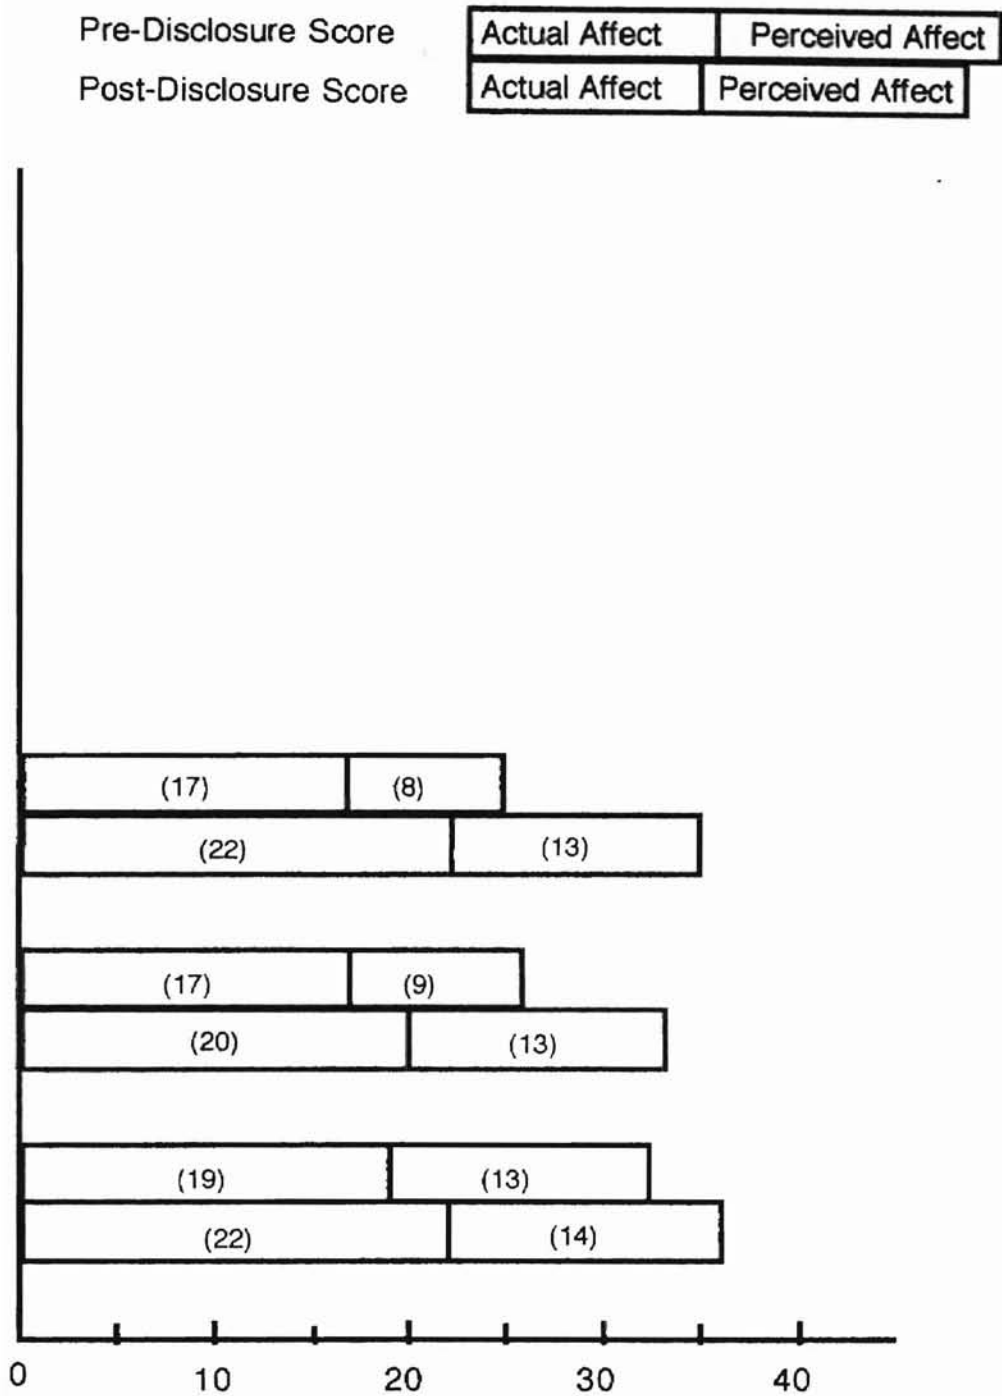 Pre-Disclosure Score Actual Affect Perceived Affect
Post-Disclosure Score Actual Affect Perceived Affect
(17) (8)
(22) (13)
(17) (9)
(20) (13)
(19) (13)
(22) (14)
0 10 20 30 40